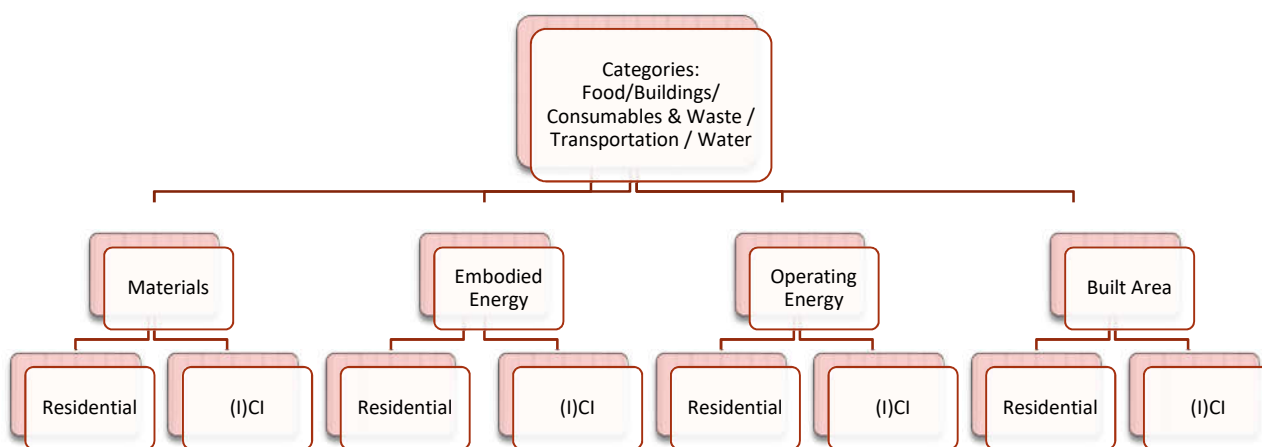 Categories:
Food/Buildings/
Consumables & Waste /
Transportation / Water
Materials
Embodied
Energy
Operating
Energy
Built Area
Residential
(I)CI
Residential
(I)CI
Residential
(I)CI
Residential
(I)CI